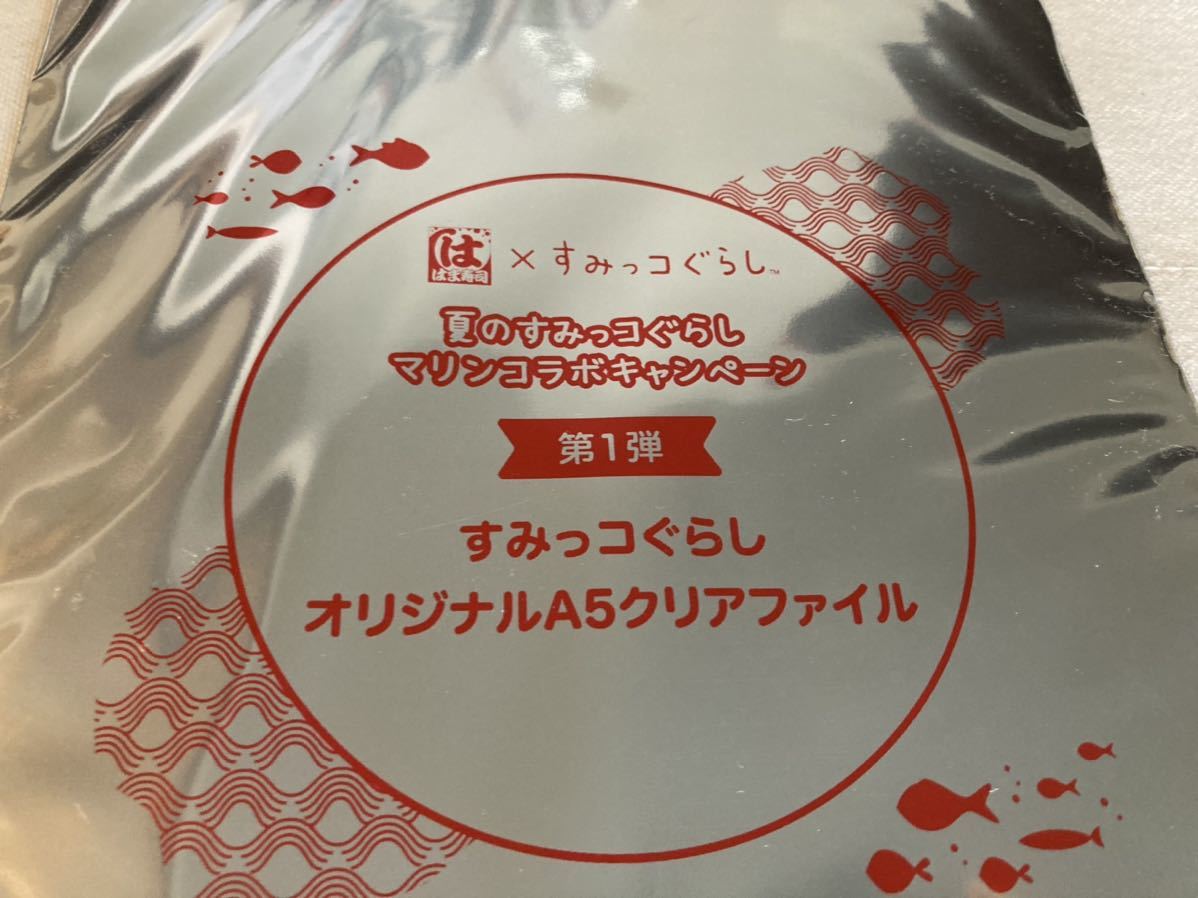 は
はま寿司
×すみっコぐらし™
夏のすみっコぐらし
マリンコラボキャンペーン
第1弾
すみっコぐらし
オリジナルA5クリアファイル